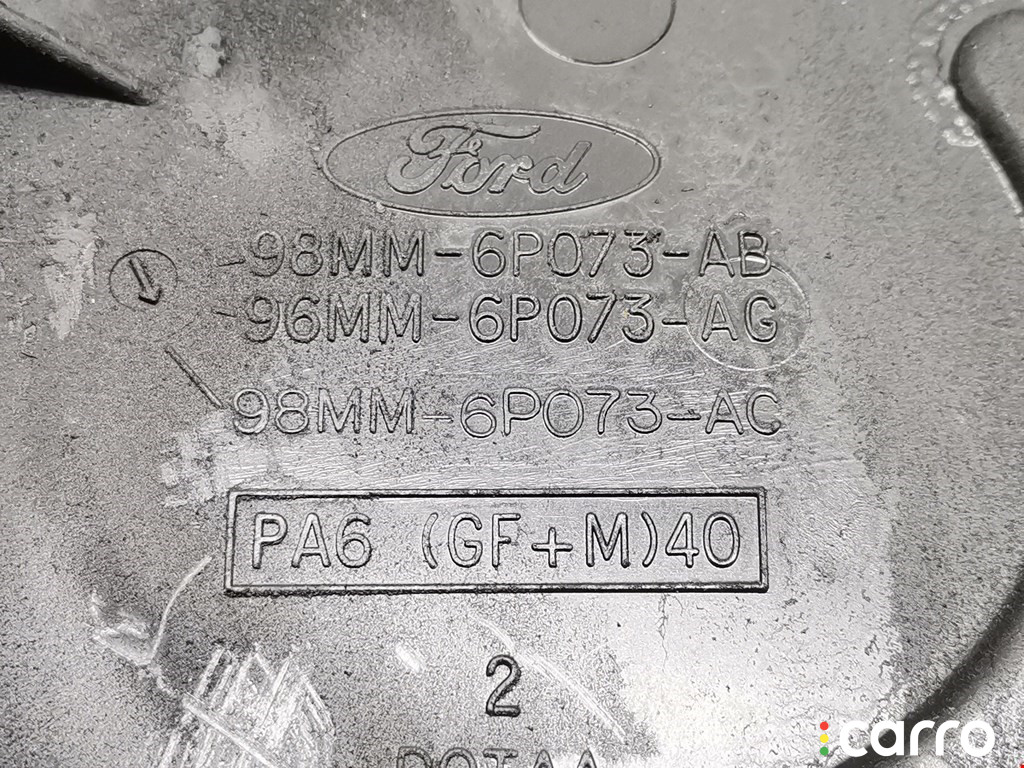 Ford
-98MM-6P073-AB
-96MM-6P073-AG
98MM-6P073-AC
PA6 (GF+M)40
2
carro